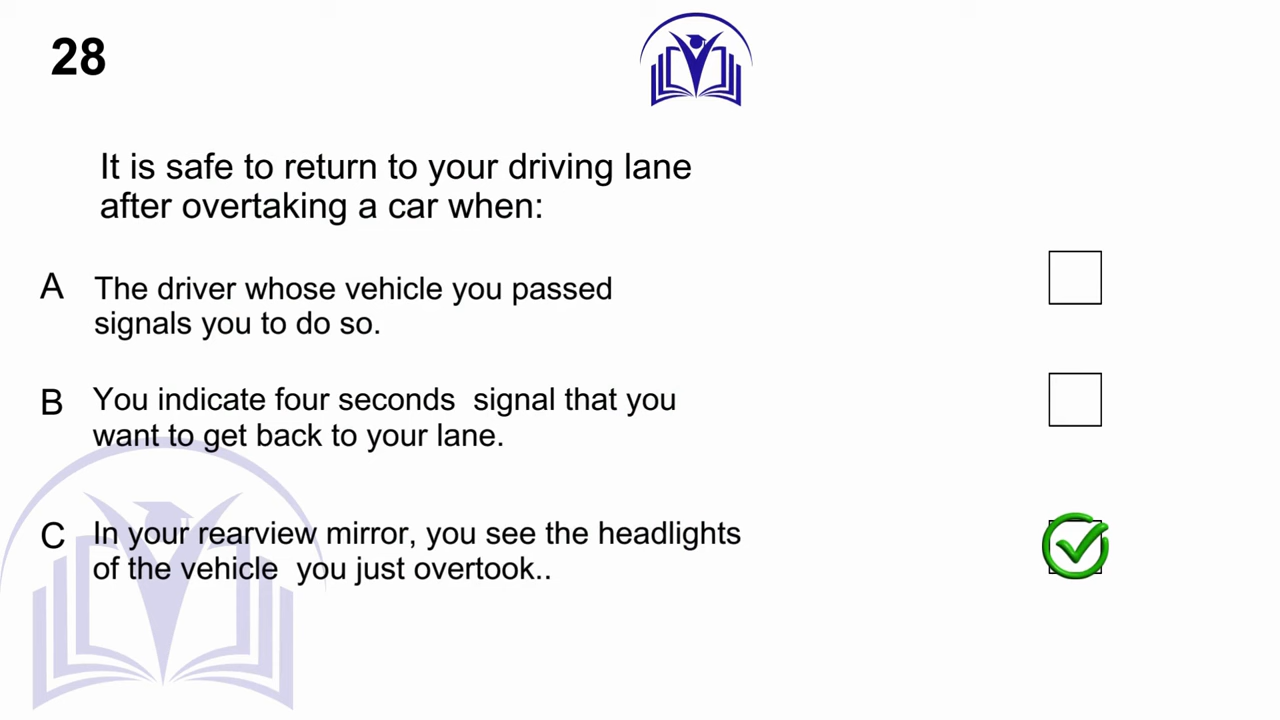 28
It is safe to return to your driving lane
after overtaking a car when:
A The driver whose vehicle you passed
signals you to do so.
B You indicate four seconds  signal that you
want to get back to your lane.
C In your rearview mirror, you see the headlights
of the vehicle  you just overtook..